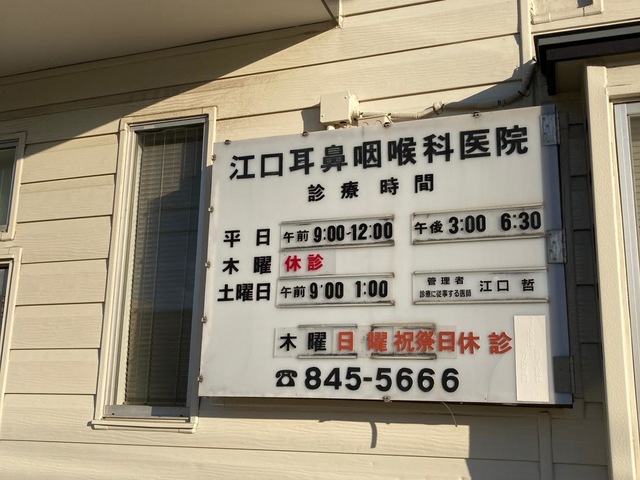 江口耳鼻咽喉科医院
診療時間
平日 午前 9:00-12:00 午後 3:00 6:30
木曜 休診
土曜日 午前 9:00 1:00 管理者 診療に従事する医師 江口 哲
木曜日曜祝祭日休診
☎845-5666